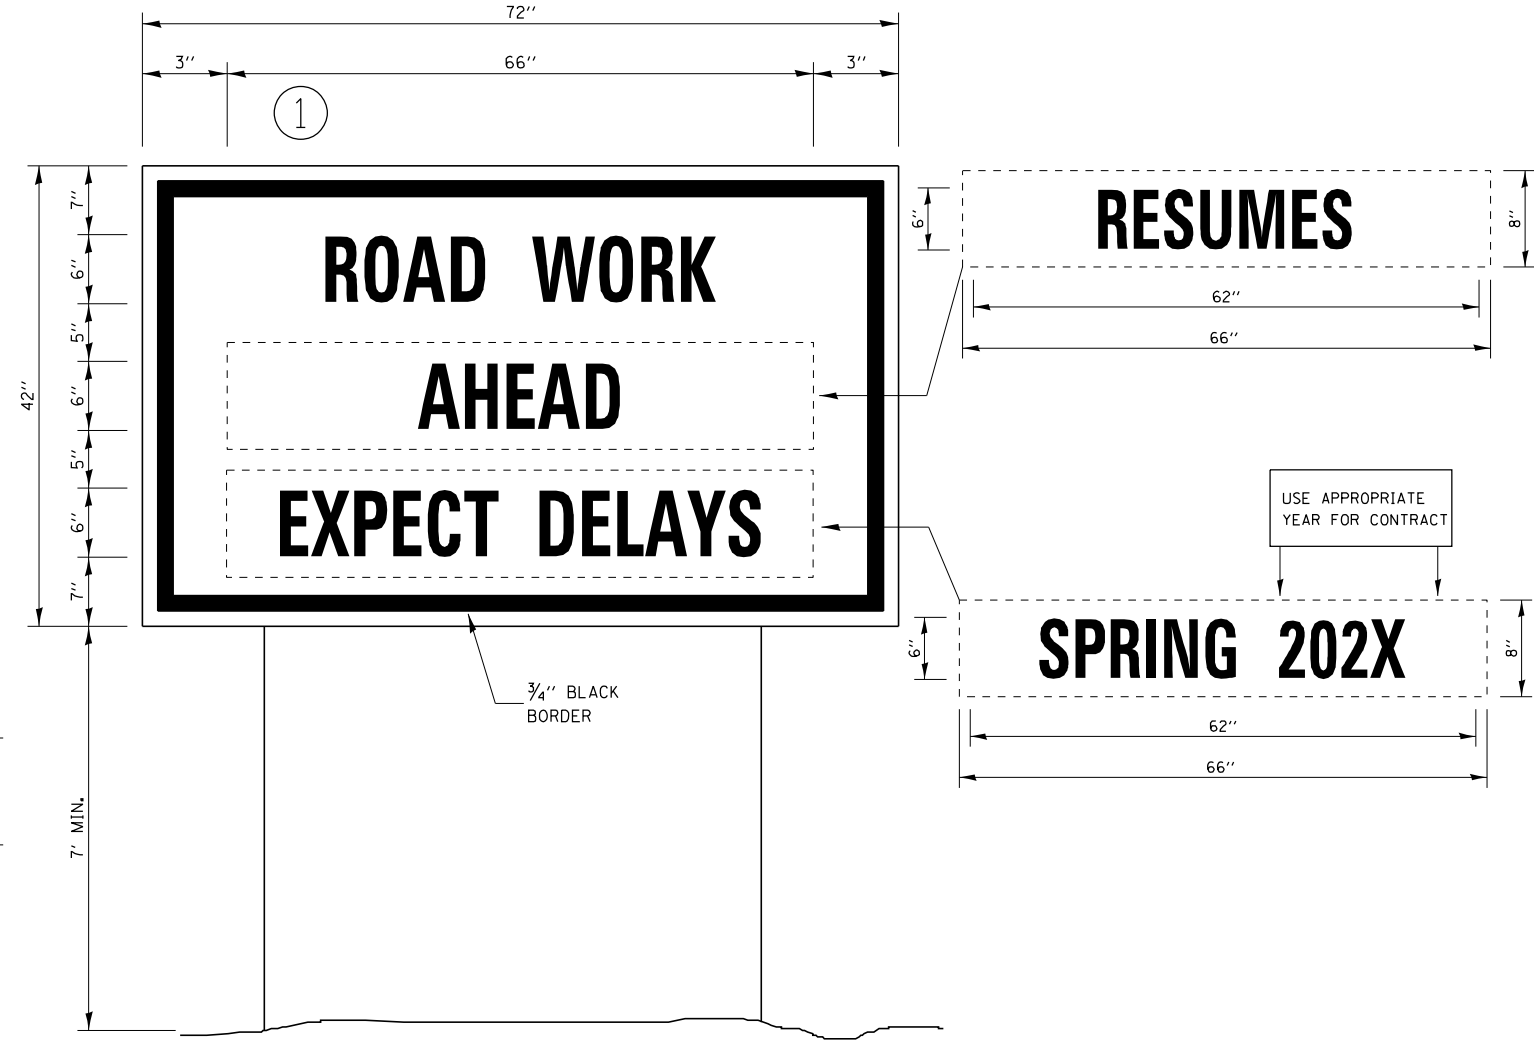 72''
3'' 66'' 3''
1
ROAD WORK
AHEAD
EXPECT DELAYS
42''
7''
6''
5''
6''
5''
6''
7''
7' MIN.
3/4'' BLACK
BORDER
RESUMES
6''
8''
62''
66''
USE APPROPRIATE
YEAR FOR CONTRACT
SPRING 202X
6''
8''
62''
66''